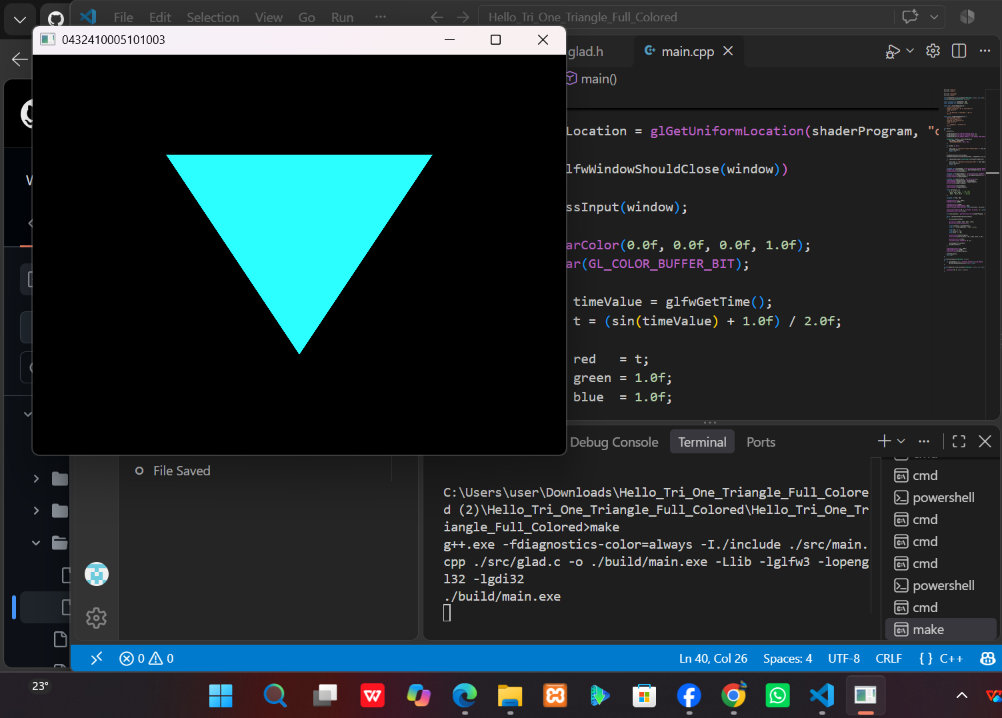 File Edit Selection View Go Run ··· Hello_Tri_One_Triangle_Full_Colored
0432410005101003
glad.h main.cpp
main()
Location = glGetUniformLocation(shaderProgram, "c
lfwWindowShouldClose(window))
ssInput(window);
arColor(0.0f, 0.0f, 0.0f, 1.0f);
ar(GL_COLOR_BUFFER_BIT);
timeValue = glfwGetTime();
t = (sin(timeValue) + 1.0f) / 2.0f;
red = t;
green = 1.0f;
blue = 1.0f;
Debug Console Terminal Ports
File Saved
C:\Users\user\Downloads\Hello_Tri_One_Triangle_Full_Colore
d (2)\Hello_Tri_One_Triangle_Full_Colored\Hello_Tri_One_Tr
iangle_Full_Colored>make
g++.exe -fdiagnostics-color=always -I./include ./src/main.
cpp ./src/glad.c -o ./build/main.exe -Llib -lglfw3 -lopeng
l32 -lgdi32
./build/main.exe
cmd
powershell
cmd
cmd
cmd
powershell
cmd
make
0 0 Ln 40, Col 26 Spaces: 4 UTF-8 CRLF { } C++
23°